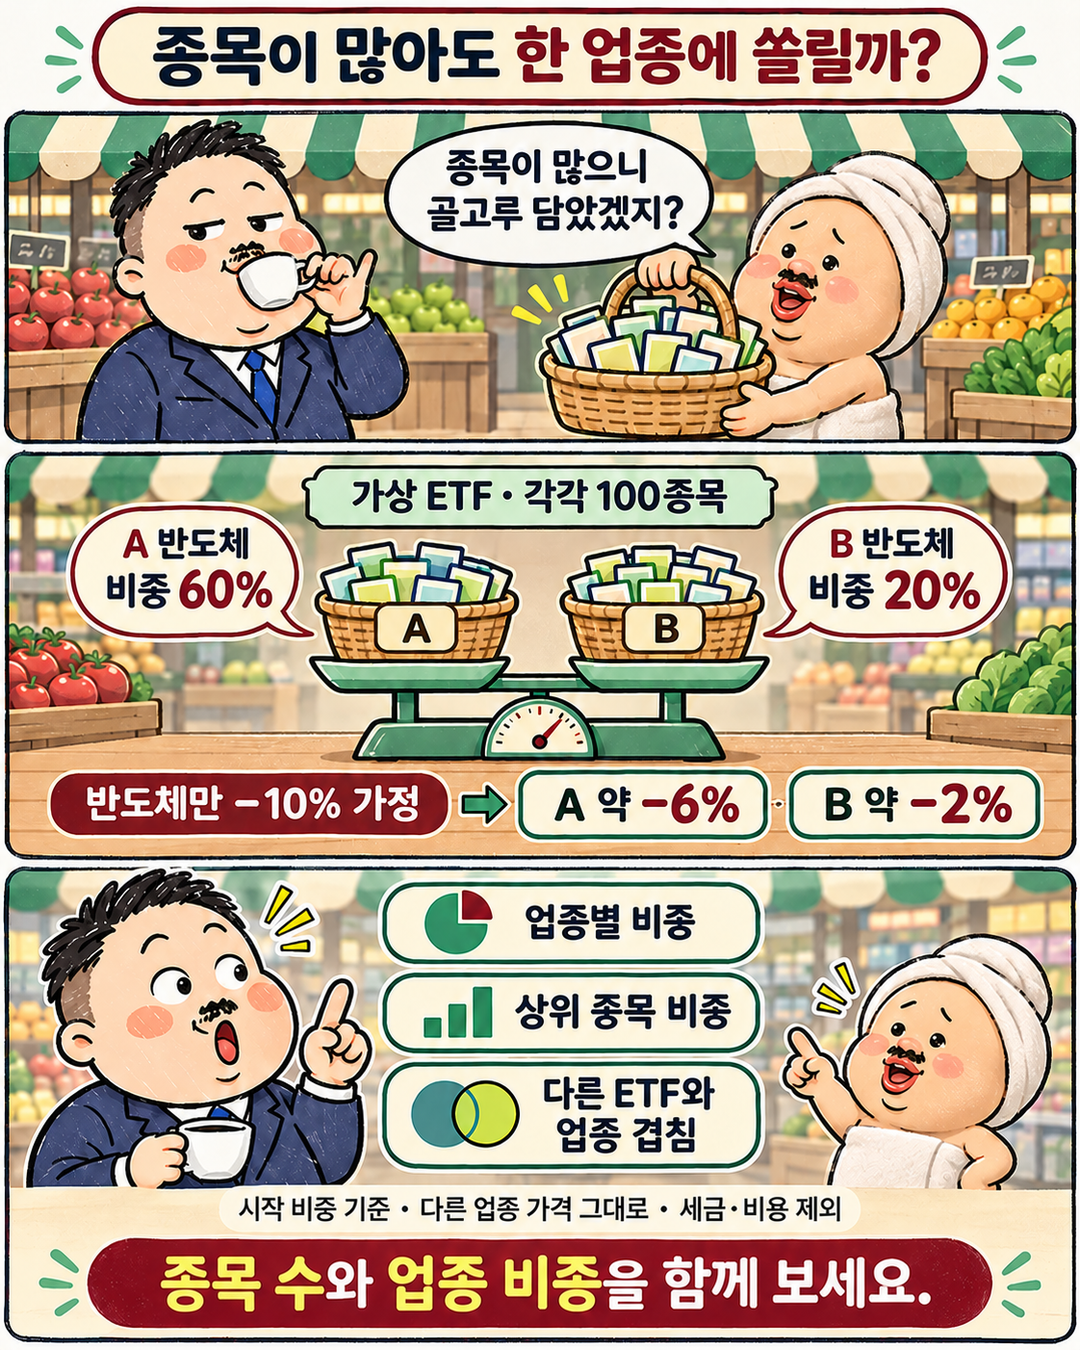 종목이 많아도 한 업종에 쏠릴까?
종목이 많으니
골고루 담았겠지?
가상 ETF · 각각 100종목
A 반도체
비중 60%
B 반도체
비중 20%
A
B
반도체만 -10% 가정
A 약 -6%
·
B 약 -2%
업종별 비중
상위 종목 비중
다른 ETF와
업종 겹침
시작 비중 기준 · 다른 업종 가격 그대로 · 세금·비용 제외
종목 수와 업종 비중을 함께 보세요.